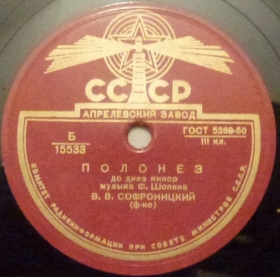 СССР
АПРЕЛЕВСКИЙ ЗАВОД
Б
15533
ГОСТ 5289-50
III кл.
ПОЛОНЕЗ
до диез минор
музыка Ф. Шопена
В. В. СОФРОНИЦКИЙ
(ф-но)
КОМИТЕТ РАДИОИНФОРМАЦИИ ПРИ СОВЕТЕ МИНИСТРОВ С.С.С.Р.